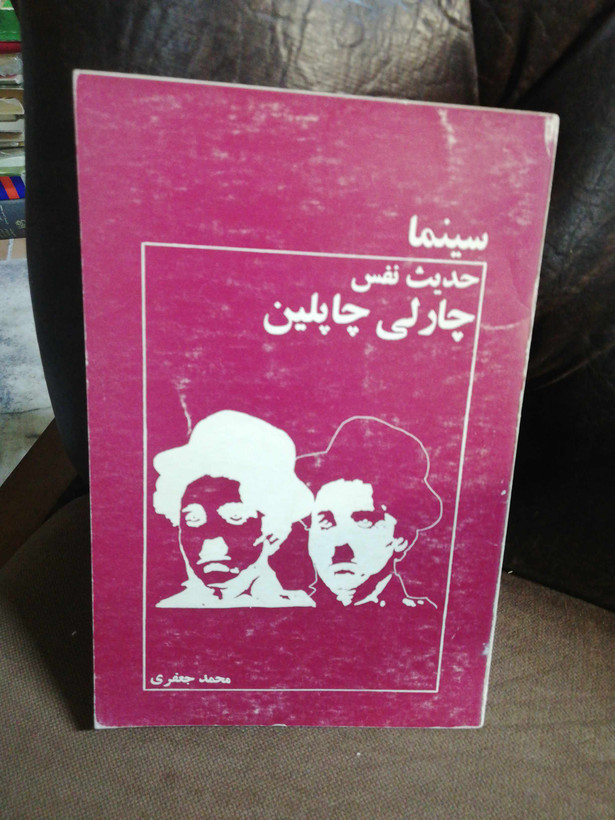 سینما
حدیث نفس
چارلی چاپلین
محمد جعفری